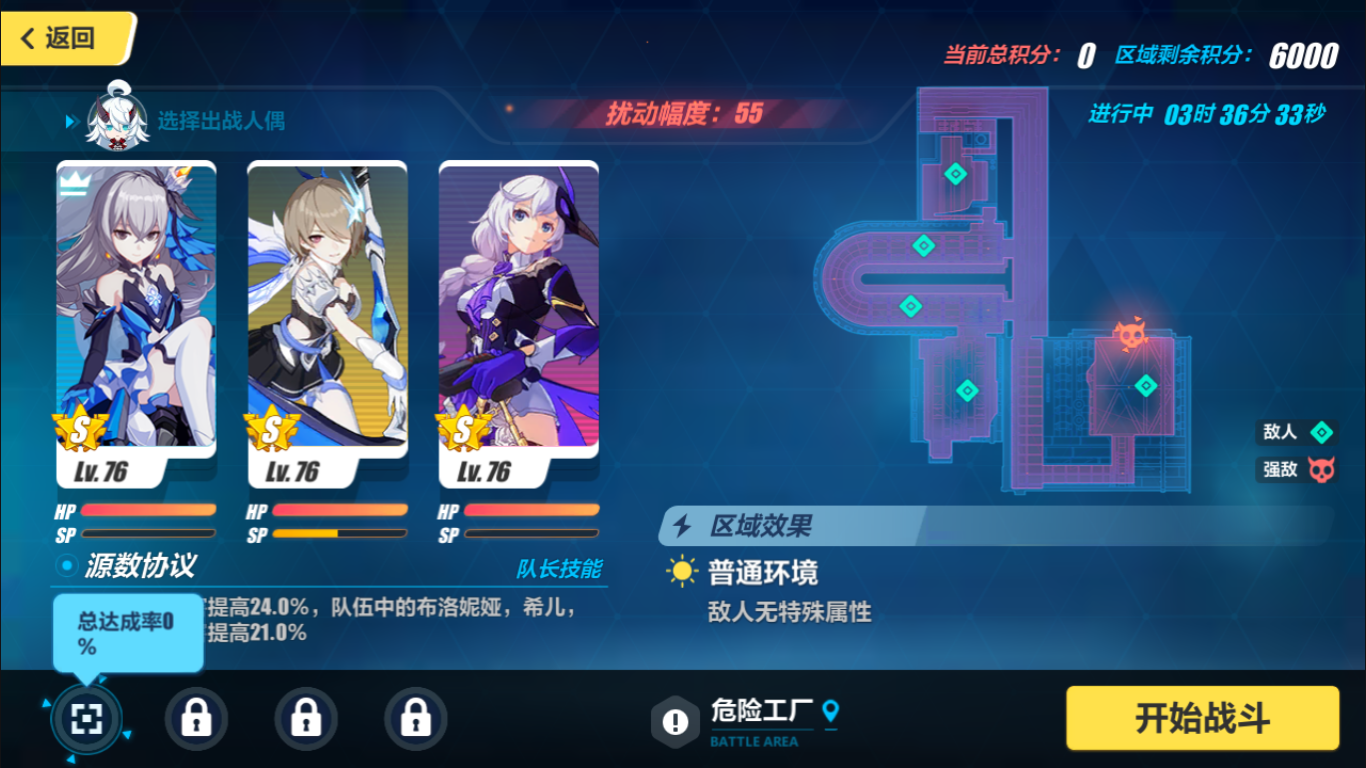 返回
当前总积分： 0 区域剩余积分： 6000
选择出战人偶
扰动幅度：55
进行中 03时 36分 33秒
S
S
S
Lv. 76
Lv. 76
Lv. 76
HP
HP
HP
SP
SP
SP
敌人
强敌
区域效果
源数协议
队长技能
普通环境
敌人无特殊属性
提高24.0%，队伍中的布洛妮娅，希儿，
提高21.0%
总达成率0
%
危险工厂
BATTLE AREA
开始战斗